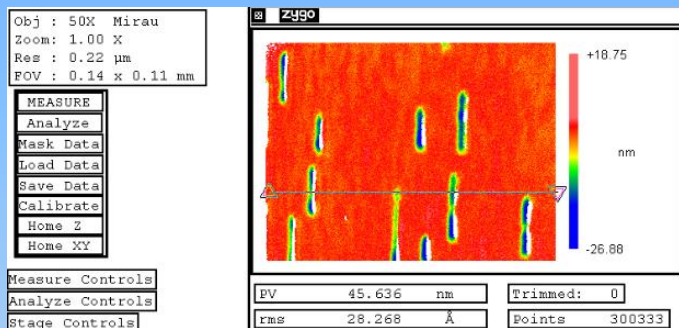 Obj : 50X Mirau
Zoom: 1.00 X
Res : 0.22 µm
FOV : 0.14 x 0.11 mm
MEASURE
Analyze
Mask Data
Load Data
Save Data
Calibrate
Home Z
Home XY
Measure Controls
Analyze Controls
Stage Controls
zygo
+18.75
nm
-26.88
PV 45.636 nm
rms 28.268 Å
Trimmed: 0
Points 300333